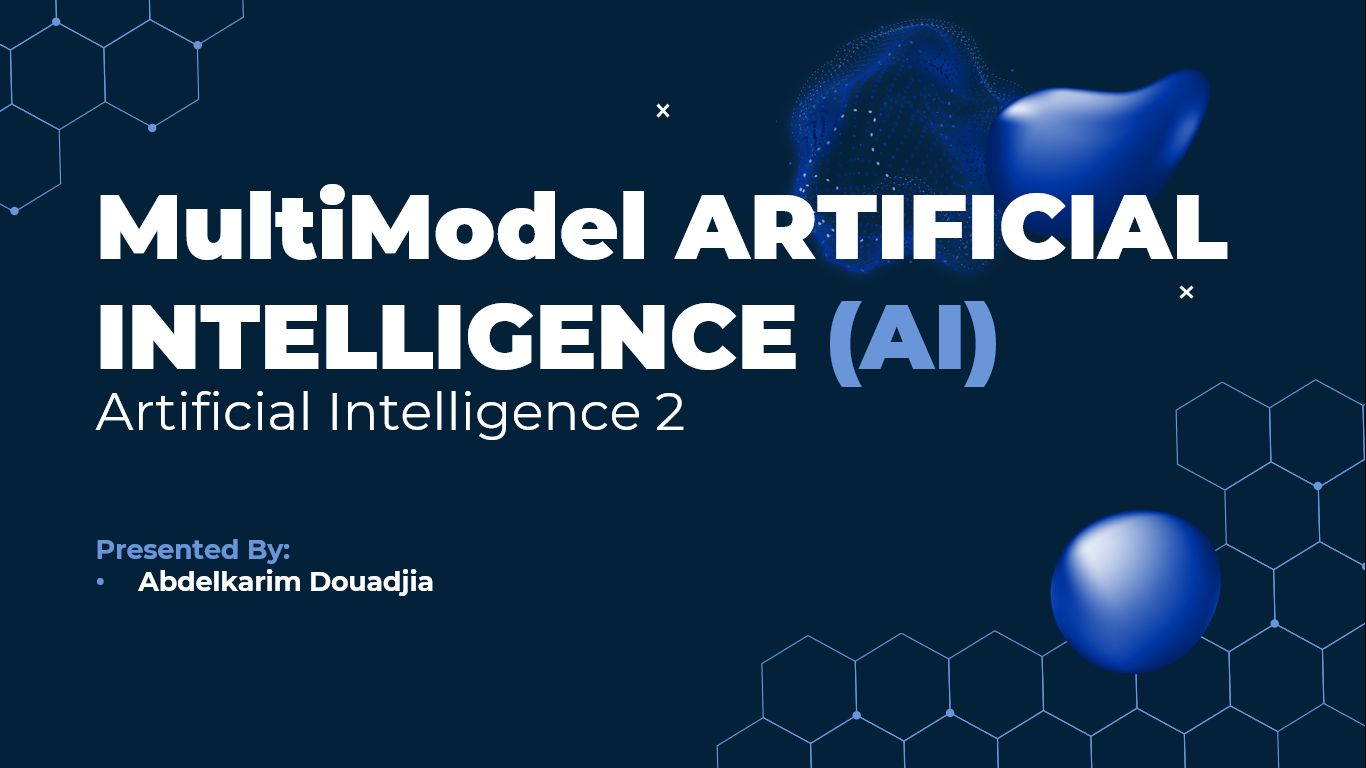 MultiModel ARTIFICIAL
INTELLIGENCE (AI)
Artificial Intelligence 2
Presented By:
• Abdelkarim Douadjia